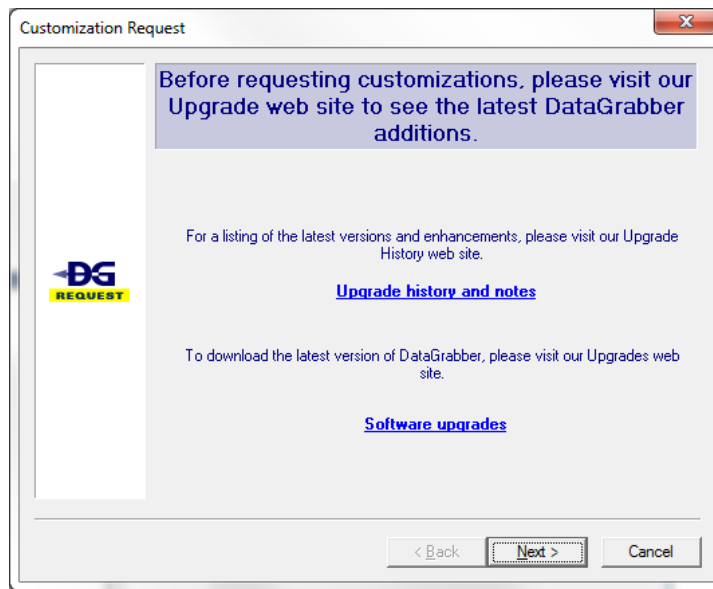 Customization Request
X
Before requesting customizations, please visit our
Upgrade web site to see the latest DataGrabber
additions.
For a listing of the latest versions and enhancements, please visit our Upgrade
History web site.
DG
REQUEST
Upgrade history and notes
To download the latest version of DataGrabber, please visit our Upgrades web
site.
Software upgrades
< Back
Next >
Cancel